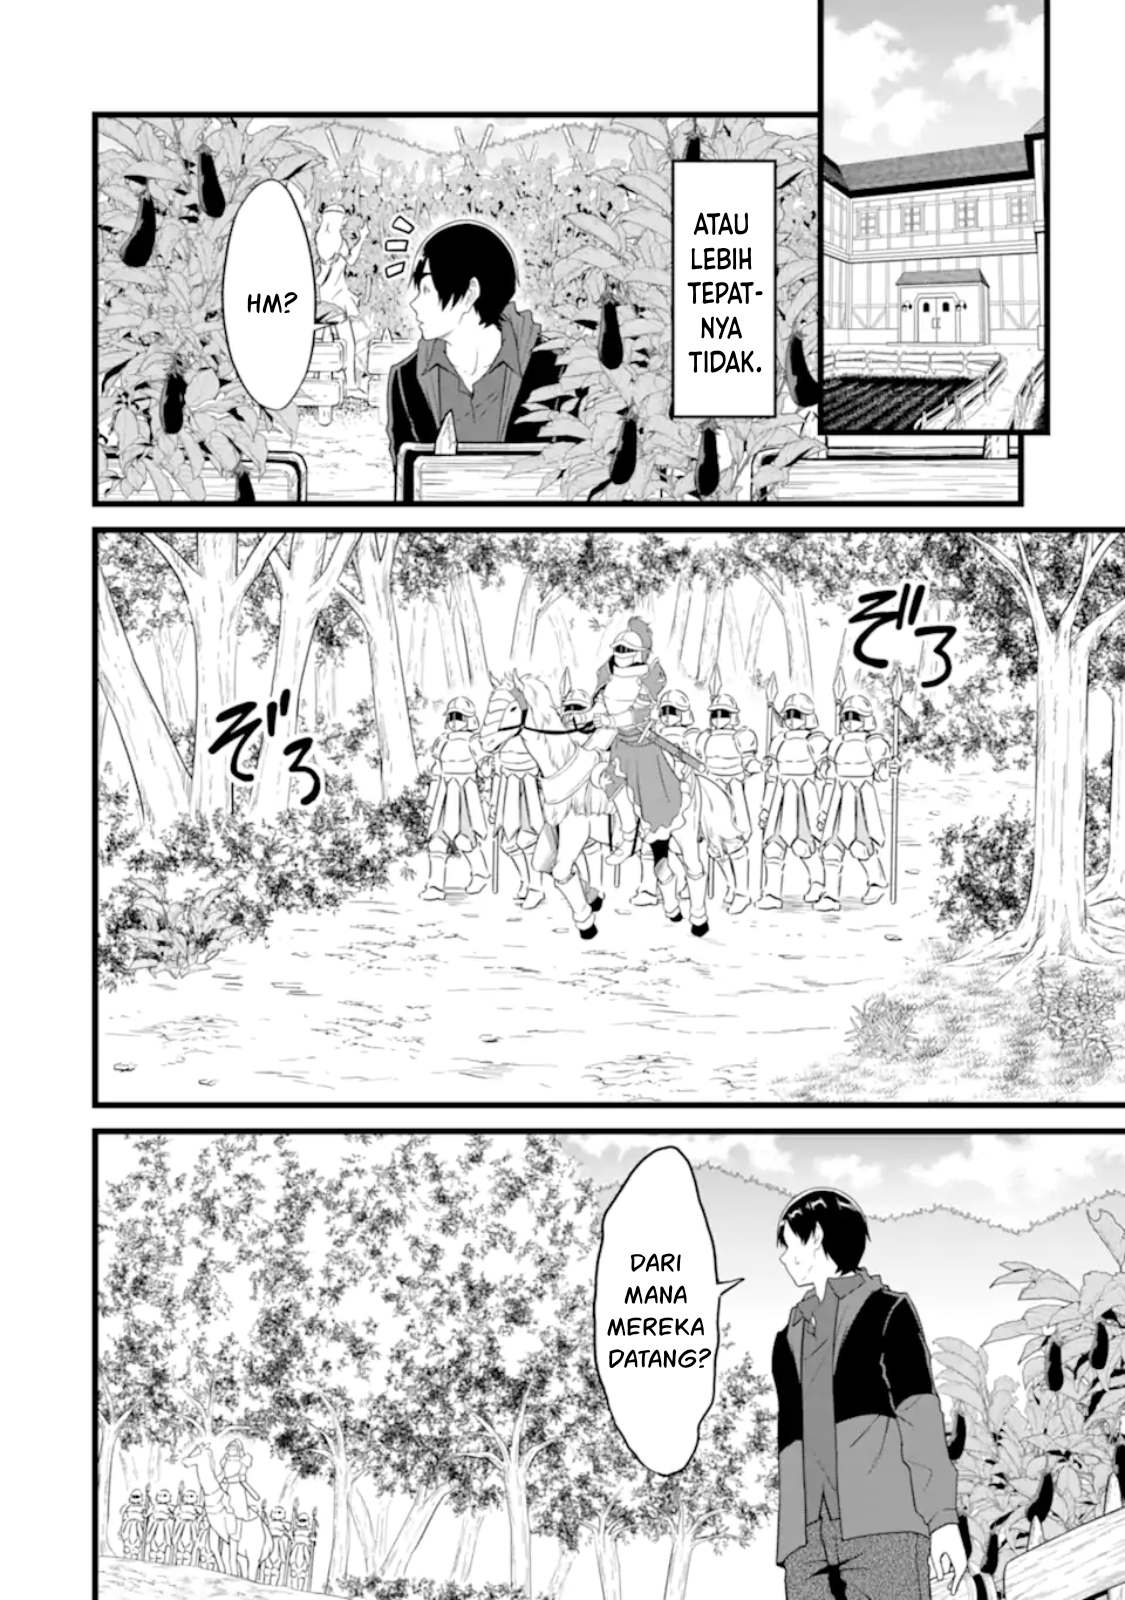 ATAU
LEBIH
TEPAT-
NYA
TIDAK.
HM?
ぞろ
ぞろ
DARI
MANA
MEREKA
DATANG?